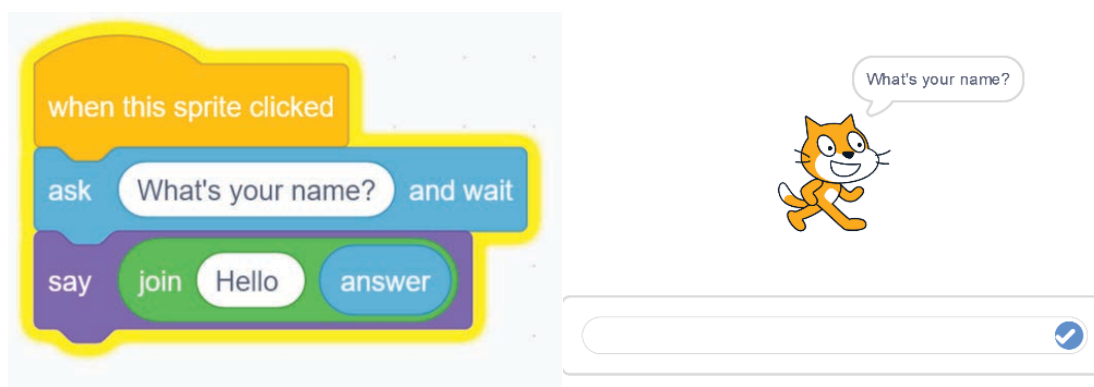 when this sprite clicked
ask What's your name? and wait
say join Hello answer
What's your name?